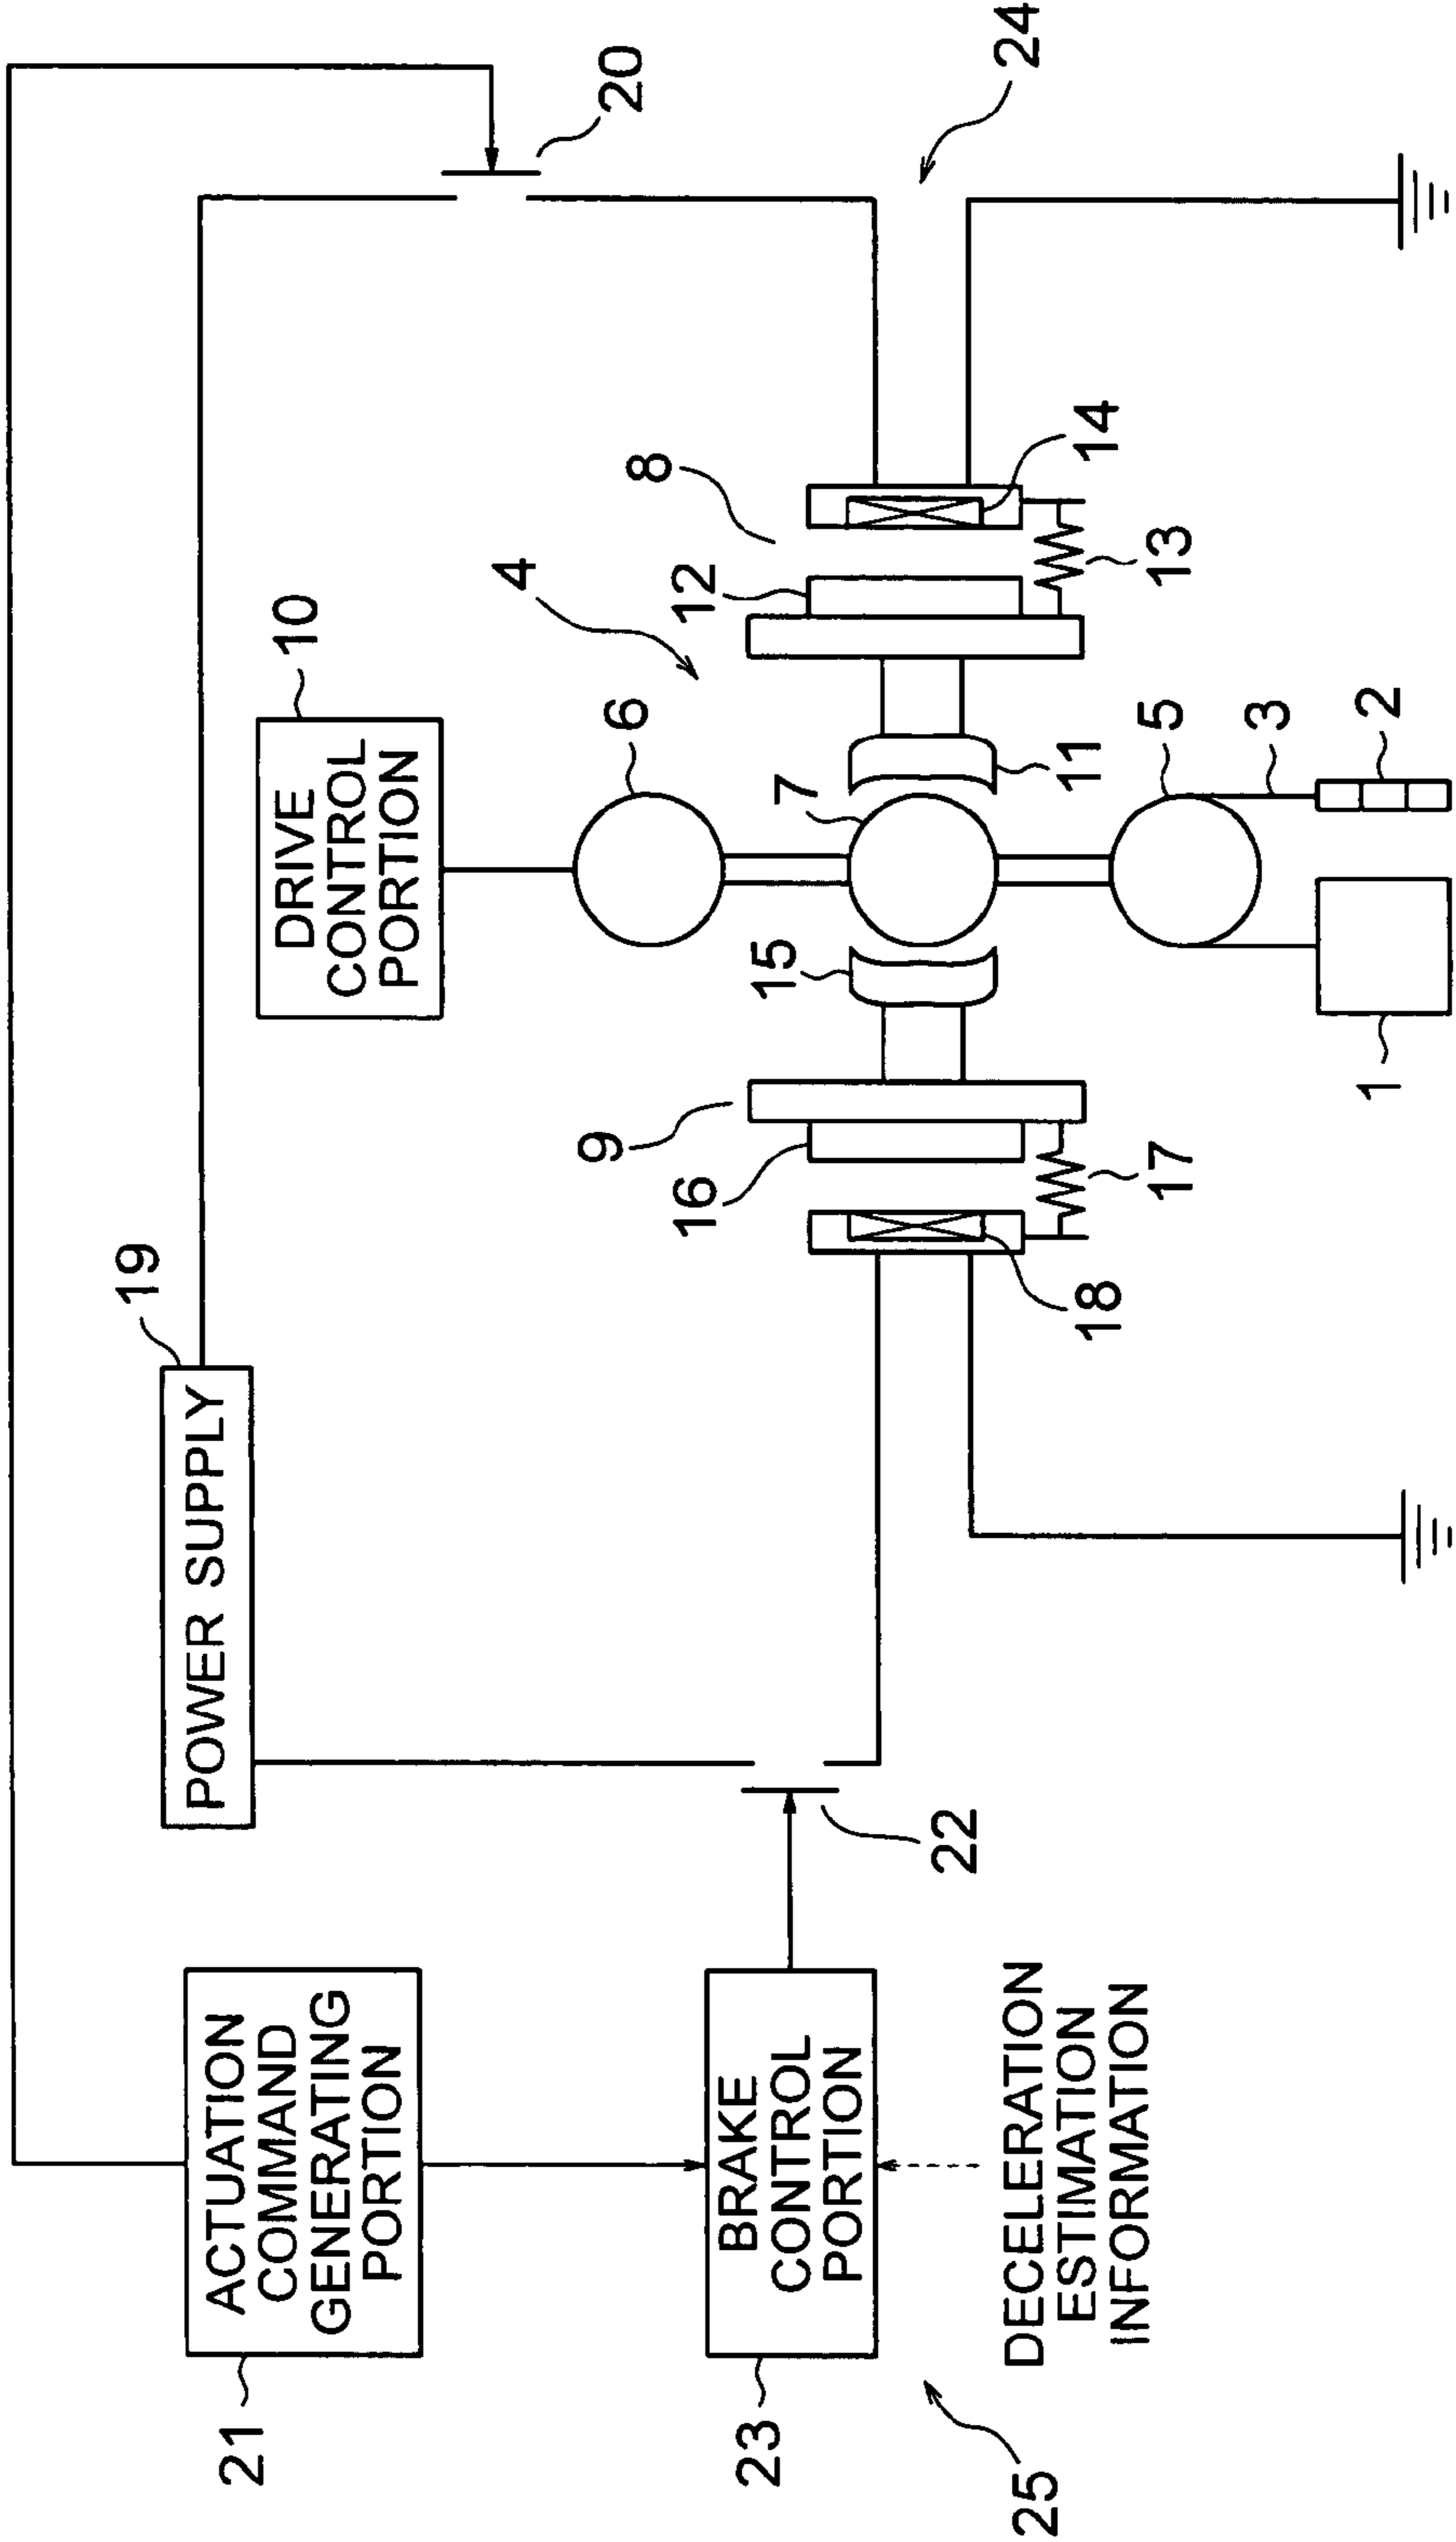 20
24
POWER SUPPLY
19
DRIVE
CONTROL
PORTION
10
4
6
8
12
14
13
7
11
5
3
2
1
15
9
16
17
18
ACTUATION
COMMAND
GENERATING
PORTION
21
22
BRAKE
CONTROL
PORTION
23
DECELERATION
ESTIMATION
INFORMATION
25